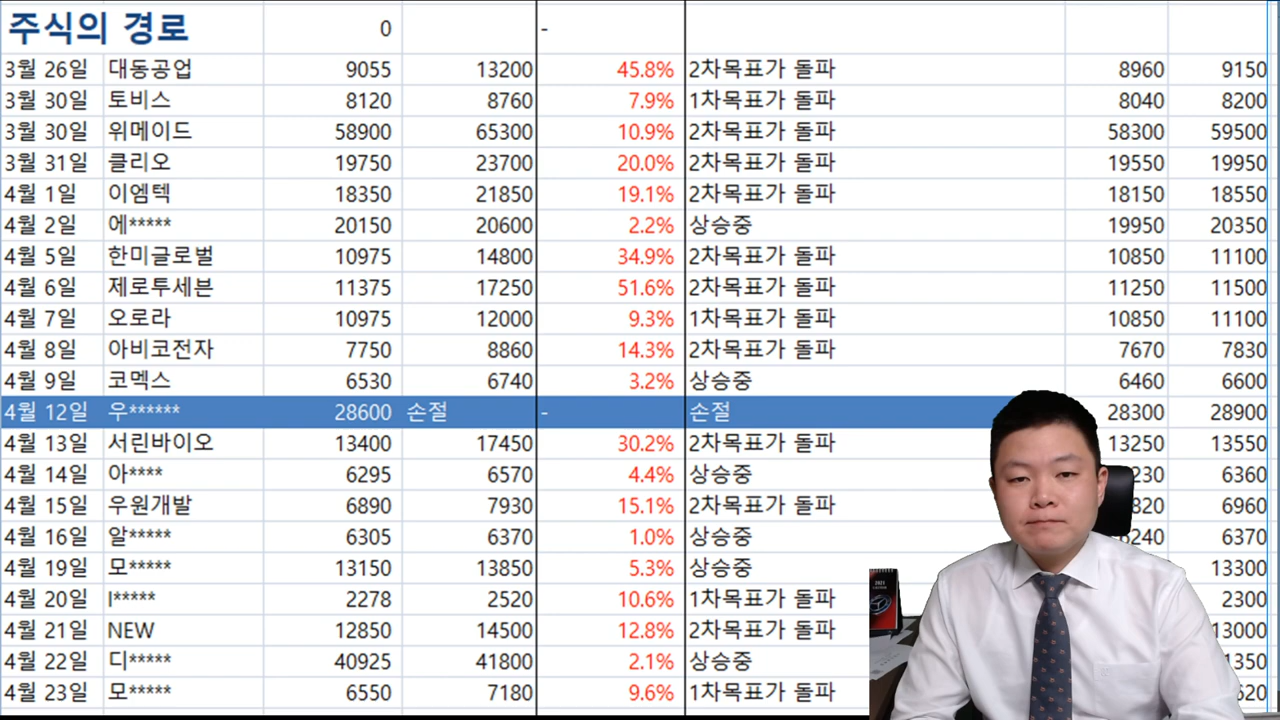 주식의 경로 0 -
3월 26일 대동공업 9055 13200 45.8% 2차목표가 돌파 8960 9150
3월 30일 토비스 8120 8760 7.9% 1차목표가 돌파 8040 8200
3월 30일 위메이드 58900 65300 10.9% 2차목표가 돌파 58300 59500
3월 31일 클리오 19750 23700 20.0% 2차목표가 돌파 19550 19950
4월 1일 이엠텍 18350 21850 19.1% 2차목표가 돌파 18150 18550
4월 2일 에***** 20150 20600 2.2% 상승중 19950 20350
4월 5일 한미글로벌 10975 14800 34.9% 2차목표가 돌파 10850 11100
4월 6일 제로투세븐 11375 17250 51.6% 2차목표가 돌파 11250 11500
4월 7일 오로라 10975 12000 9.3% 1차목표가 돌파 10850 11100
4월 8일 아비코전자 7750 8860 14.3% 2차목표가 돌파 7670 7830
4월 9일 코멕스 6530 6740 3.2% 상승중 6460 6600
4월 12일 우****** 28600 손절 - 손절 28300 28900
4월 13일 서린바이오 13400 17450 30.2% 2차목표가 돌파 13250 13550
4월 14일 아**** 6295 6570 4.4% 상승중 230 6360
4월 15일 우원개발 6890 7930 15.1% 2차목표가 돌파 820 6960
4월 16일 알***** 6305 6370 1.0% 상승중 240 6370
4월 19일 모***** 13150 13850 5.3% 상승중 13300
4월 20일 I***** 2278 2520 10.6% 1차목표가 돌파 2300
4월 21일 NEW 12850 14500 12.8% 2차목표가 돌파 13000
4월 22일 디***** 40925 41800 2.1% 상승중 350
4월 23일 모***** 6550 7180 9.6% 1차목표가 돌파 620
2021